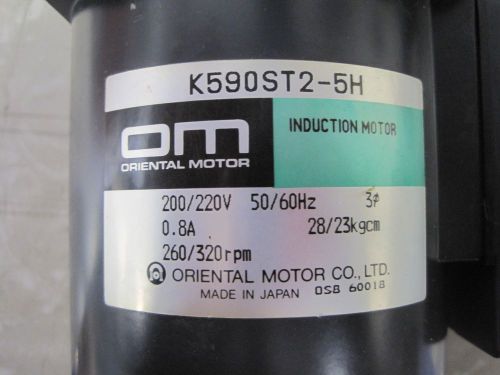 K590ST2-5H
OM
ORIENTAL MOTOR
INDUCTION MOTOR
200/220V 50/60Hz 3φ
0.8A 28/23kgcm
260/320rpm
ORIENTAL MOTOR CO., LTD.
MADE IN JAPAN OSB 60018